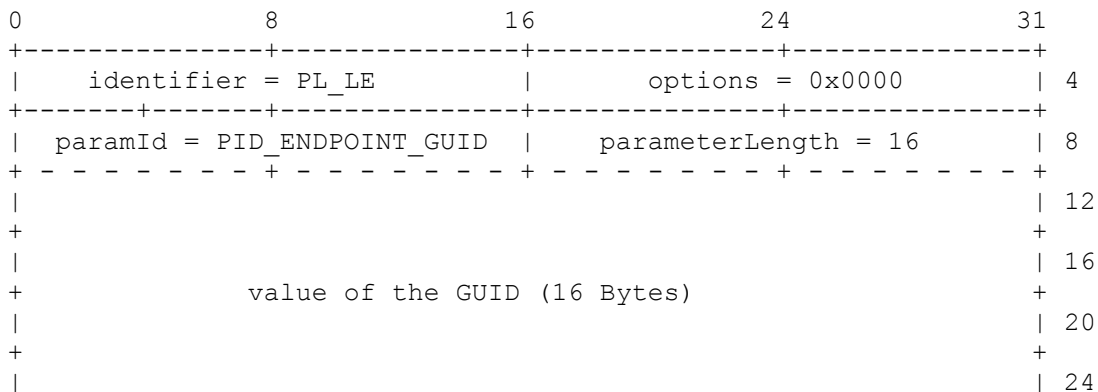 0               8               16              24              31
+---------------+---------------+---------------+---------------+
|    identifier = PL_LE         |       options = 0x0000        | 4
+-------+-------+---------------+---------------+---------------+
|  paramId = PID_ENDPOINT_GUID  |    parameterLength = 16       | 8
+ - - - - - - - + - - - - - - - + - - - - - - - + - - - - - - - +
|                                                               | 12
+                                                               +
|                                                               | 16
+              value of the GUID (16 Bytes)                     +
|                                                               | 20
+                                                               +
|                                                               | 24